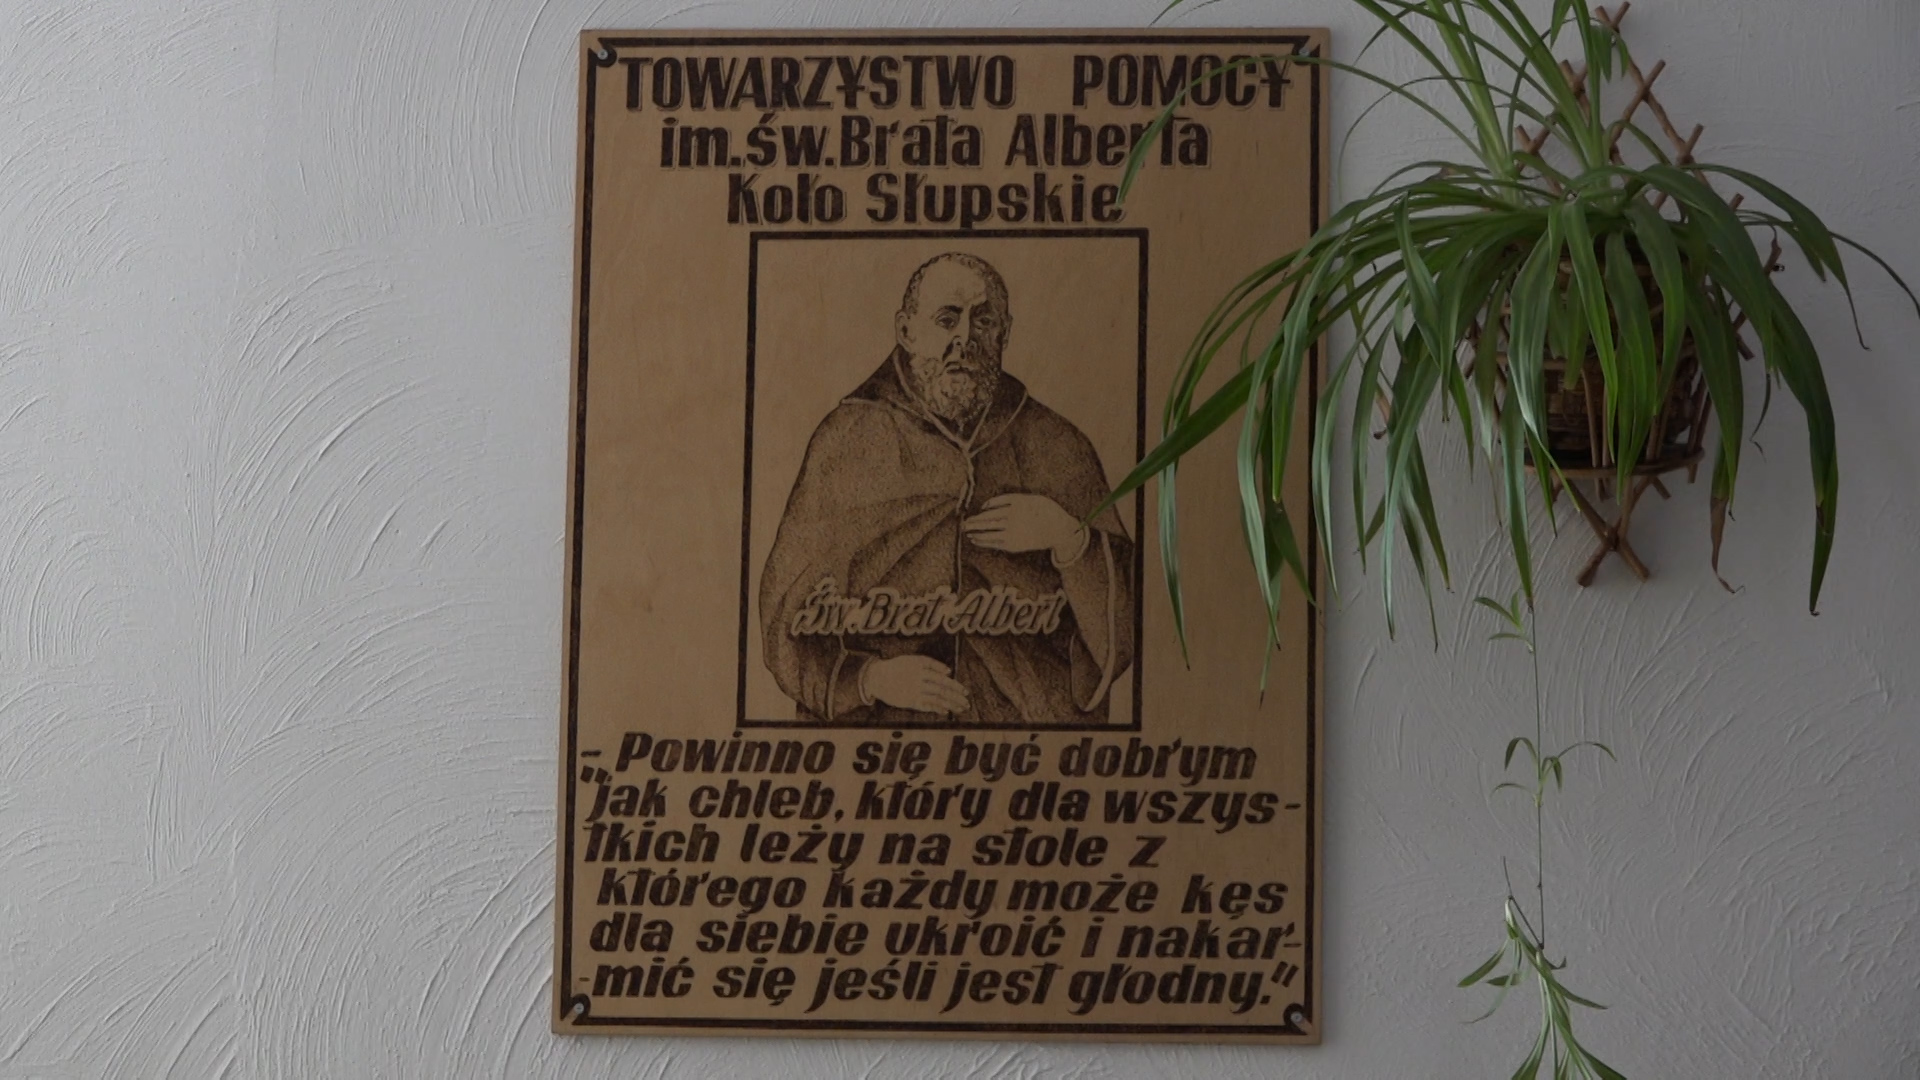 TOWARZYSTWO POMOCY
im.św.Brata Alberta
Koło Słupskie
Św.Brat Albert
- Powinno się być dobrym
"jak chleb, który dla wszys-
tkich leży na stole z
którego każdy może kęs
dla siebie ukroić i nakar-
-mić się jeśli jest głodny."